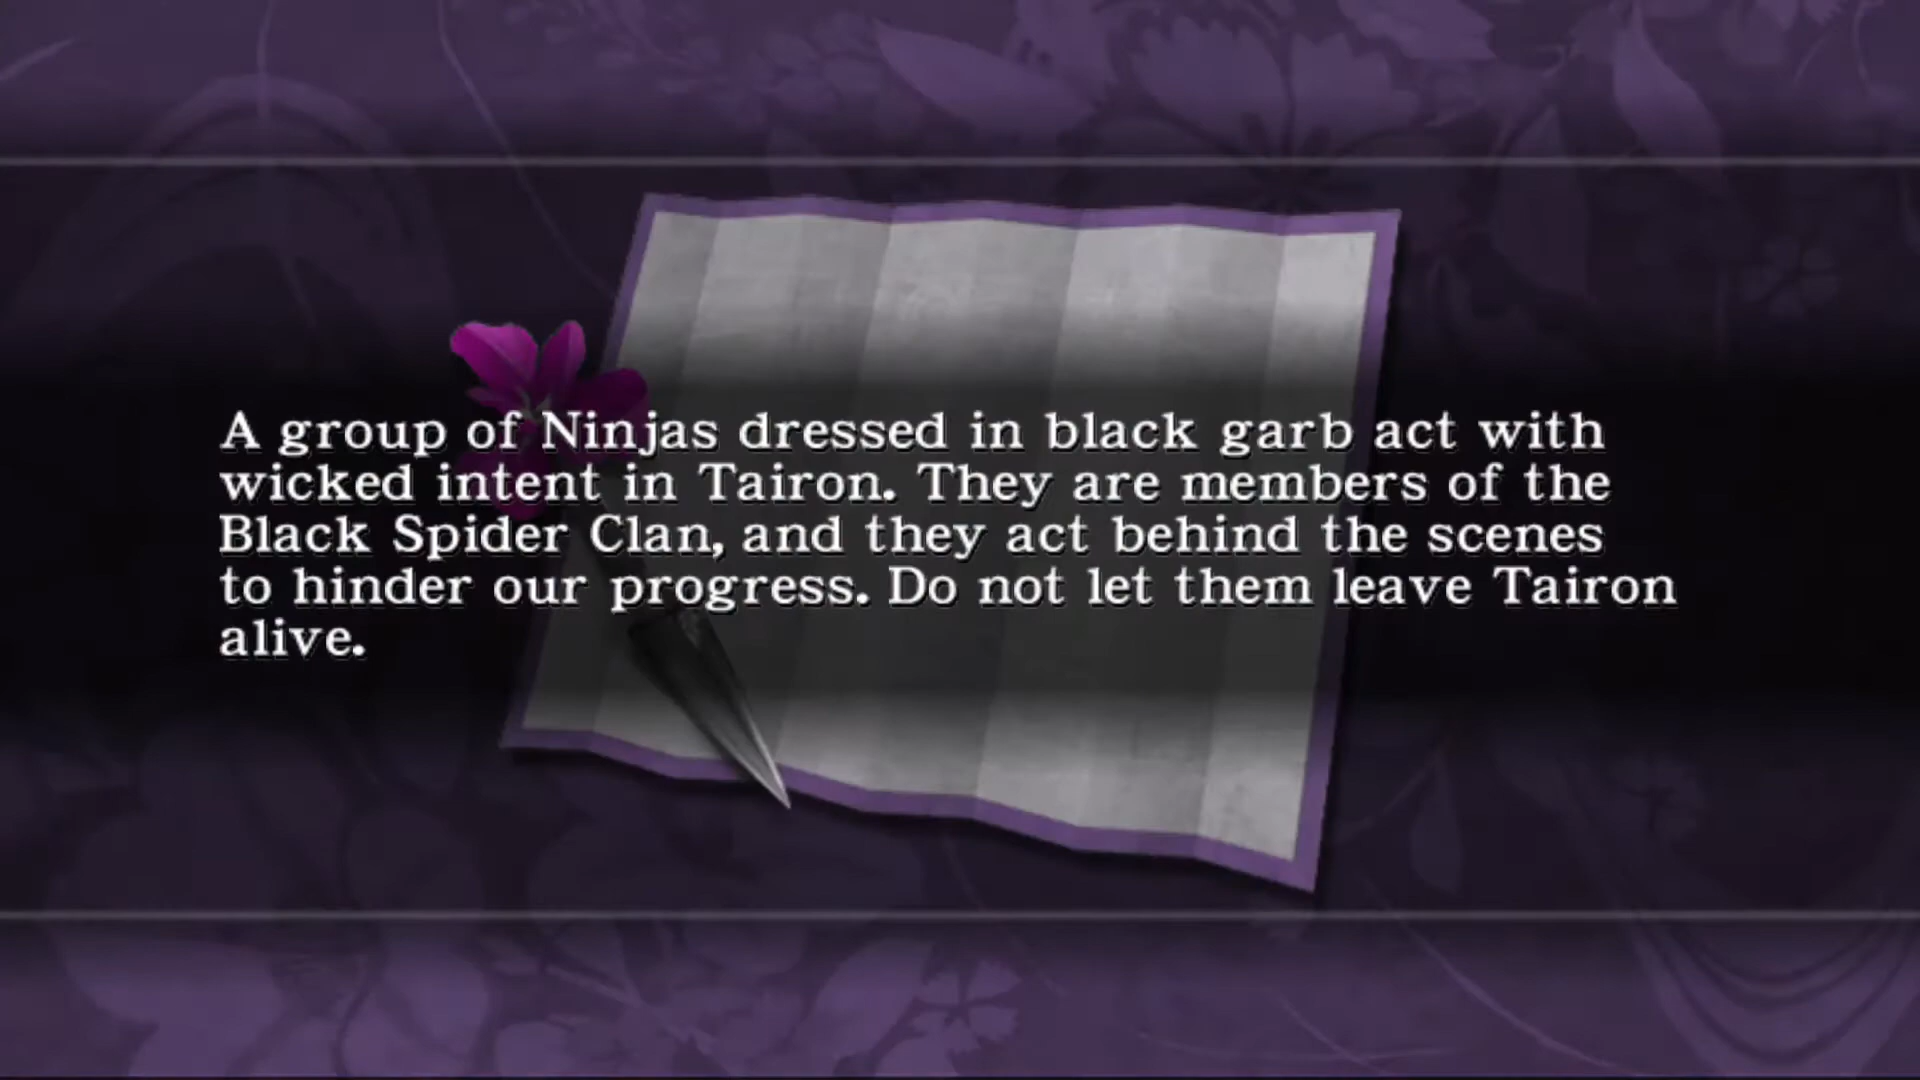 A group of Ninjas dressed in black garb act with
wicked intent in Tairon. They are members of the
Black Spider Clan, and they act behind the scenes
to hinder our progress. Do not let them leave Tairon
alive.